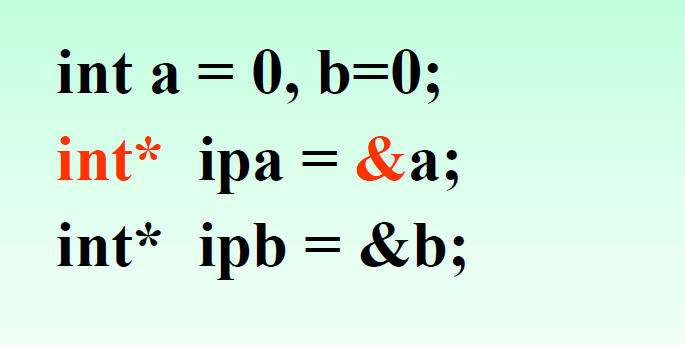 int a = 0, b=0;
int* ipa = &a;
int* ipb = &b;